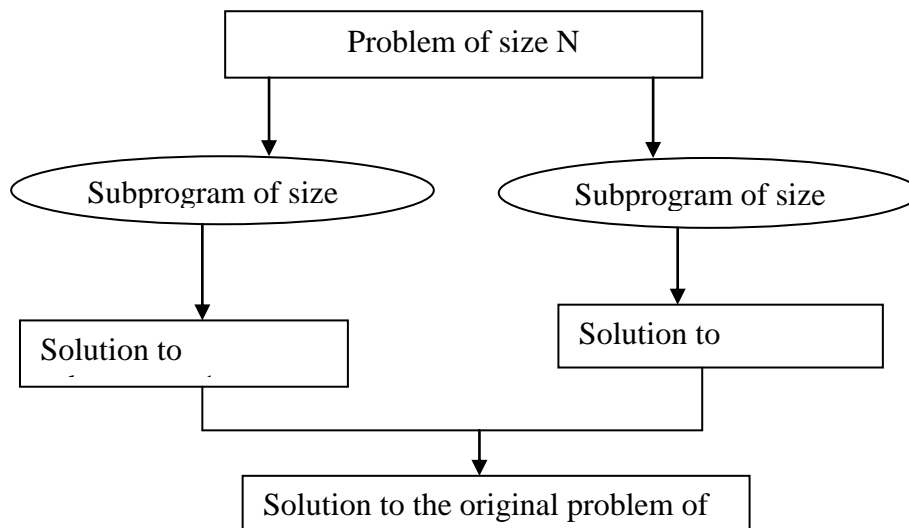 Problem of size N
Subprogram of size
Subprogram of size
Solution to
Solution to
Solution to the original problem of